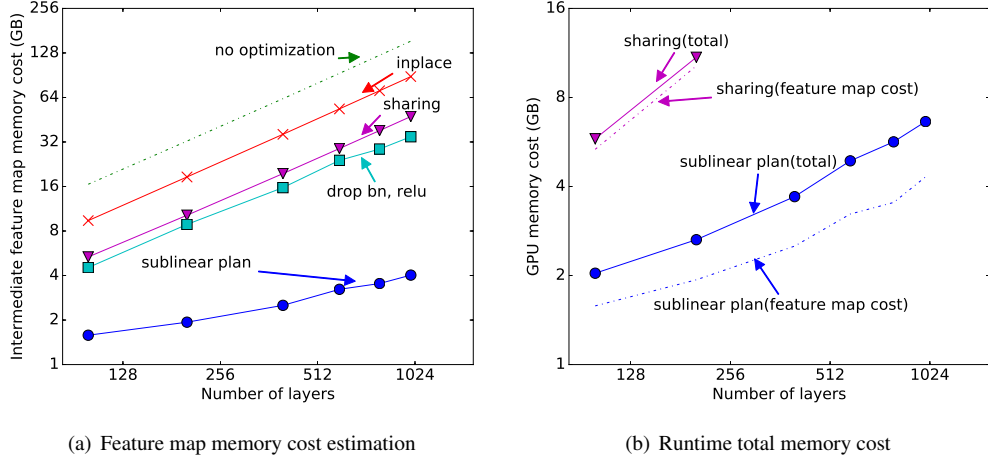 256
128
64
32
16
8
4
2
1
Intermediate feature map memory cost (GB)
no optimization
inplace
sharing
drop bn, relu
sublinear plan
128
256
512
1024
Number of layers
(a) Feature map memory cost estimation
16
8
4
2
1
GPU memory cost (GB)
sharing(total)
sharing(feature map cost)
sublinear plan(total)
sublinear plan(feature map cost)
128
256
512
1024
Number of layers
(b) Runtime total memory cost